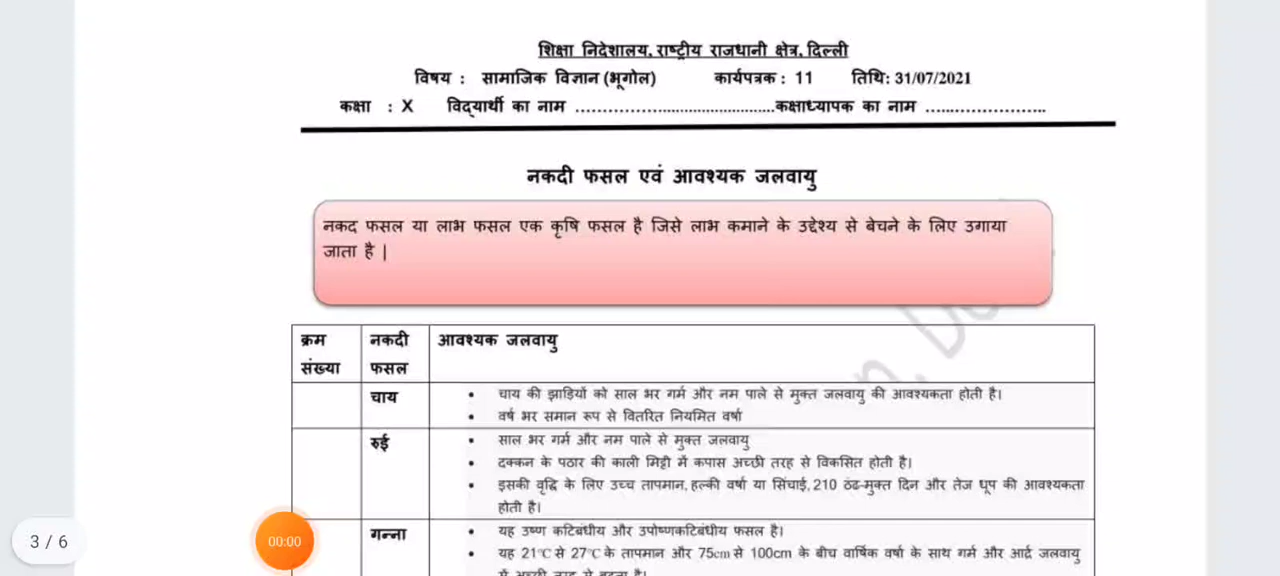 शिक्षा निदेशालय, राष्ट्रीय राजधानी क्षेत्र, दिल्ली
विषय : सामाजिक विज्ञान (भूगोल) कार्यपत्रक : 11 तिथि: 31/07/2021
कक्षा : X विद्यार्थी का नाम ……………………………………कक्षाध्यापक का नाम …………………..
नकदी फसल एवं आवश्यक जलवायु
नकद फसल या लाभ फसल एक कृषि फसल है जिसे लाभ कमाने के उद्देश्य से बेचने के लिए उगाया
जाता है |
क्रम संख्या
नकदी फसल
आवश्यक जलवायु
चाय
• चाय की झाड़ियों को साल भर गर्म और नम पाले से मुक्त जलवायु की आवश्यकता होती है।
• वर्ष भर समान रूप से वितरित नियमित वर्षा
रुई
• साल भर गर्म और नम पाले से मुक्त जलवायु
• दक्कन के पठार की काली मिट्टी में कपास अच्छी तरह से विकसित होती है।
• इसकी वृद्धि के लिए उच्च तापमान, हल्की वर्षा या सिंचाई, 210 ठंढ-मुक्त दिन और तेज धूप की आवश्यकता
होती है।
गन्ना
• यह उष्ण कटिबंधीय और उपोष्णकटिबंधीय फसल है।
• यह 21°C से 27°C के तापमान और 75cm से 100cm के बीच वार्षिक वर्षा के साथ गर्म और आर्द्र जलवायु
3 / 6
00:00